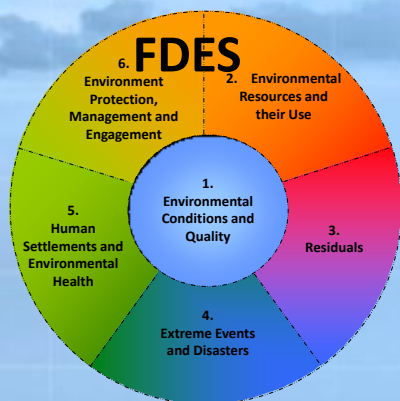 FDES
6.
Environment
Protection,
Management and
Engagement
2. Environmental
Resources and
their Use
1.
Environmental
Conditions and
Quality
3.
Residuals
5.
Human
Settlements and
Environmental
Health
4.
Extreme Events
and Disasters